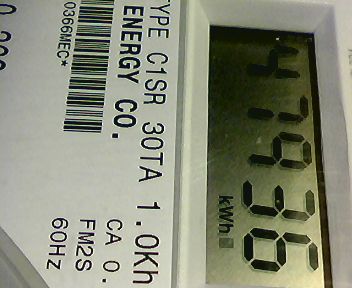 TYPE C1SR 30TA 1.0Kh
ENERGY CO.
CA 0.
FM2S
0366MEC*
60HZ
47936
kWh